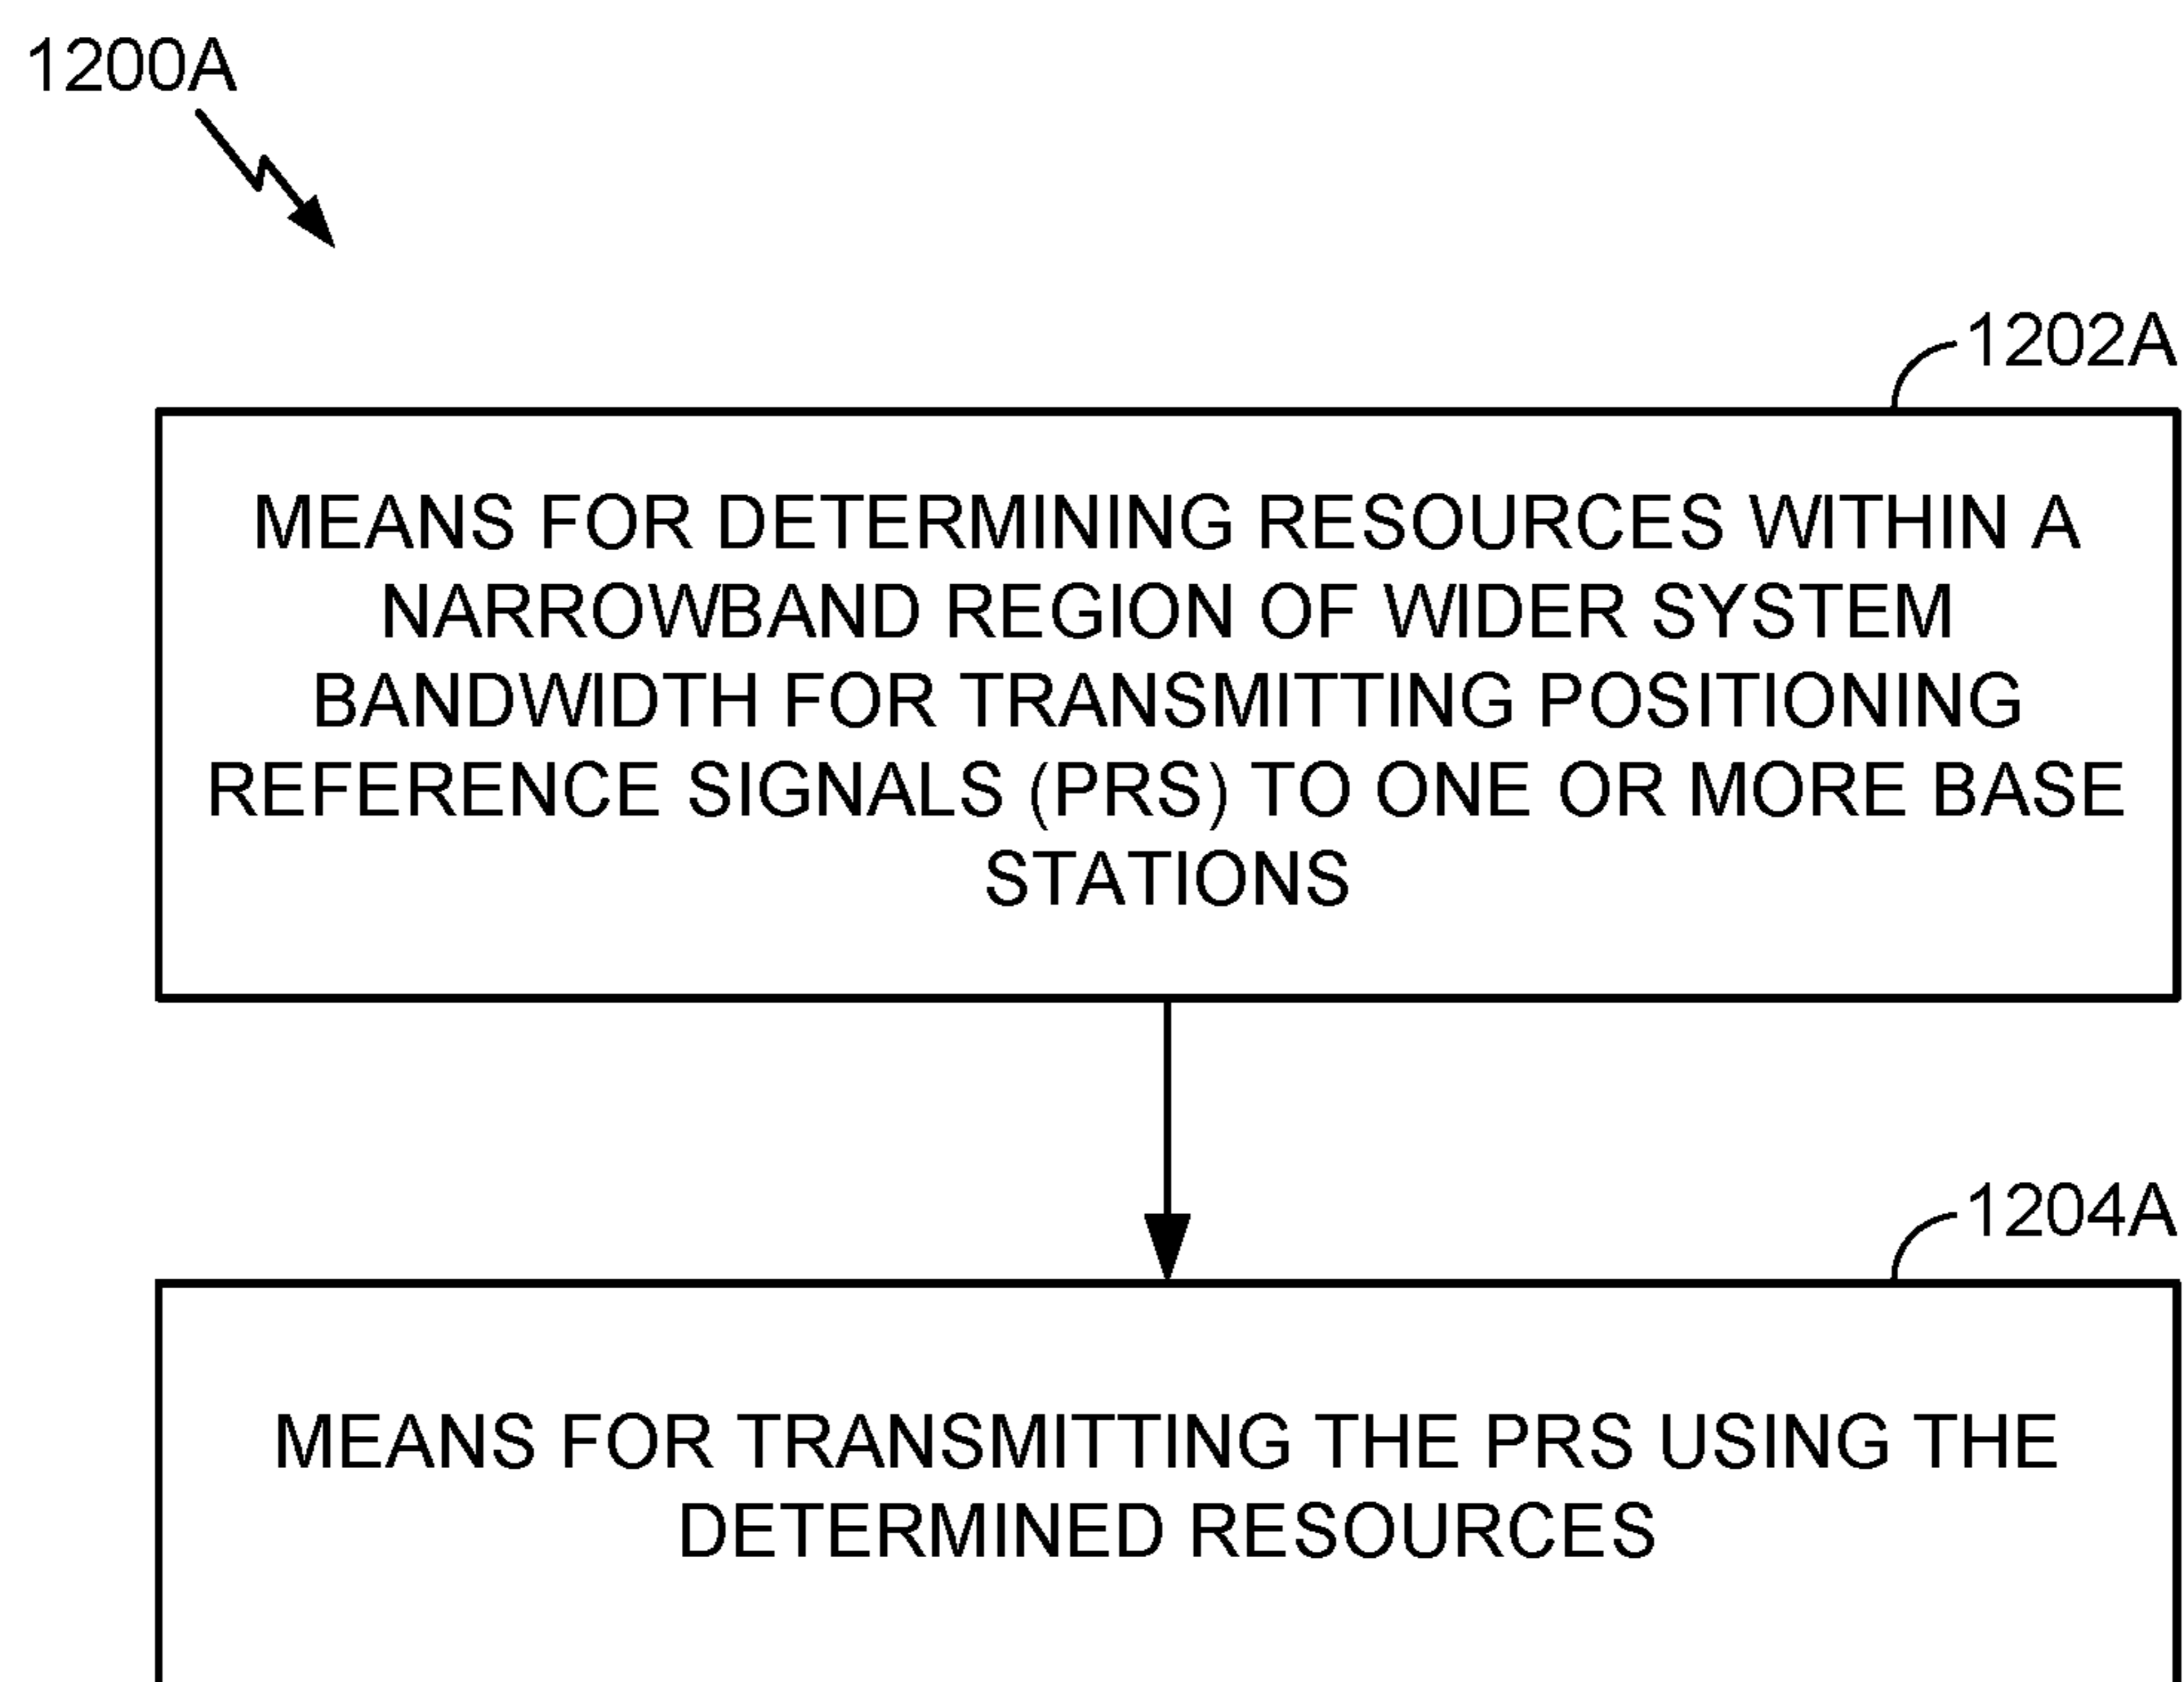 1200A
1202A
MEANS FOR DETERMINING RESOURCES WITHIN A
NARROWBAND REGION OF WIDER SYSTEM
BANDWIDTH FOR TRANSMITTING POSITIONING
REFERENCE SIGNALS (PRS) TO ONE OR MORE BASE
STATIONS
1204A
MEANS FOR TRANSMITTING THE PRS USING THE
DETERMINED RESOURCES